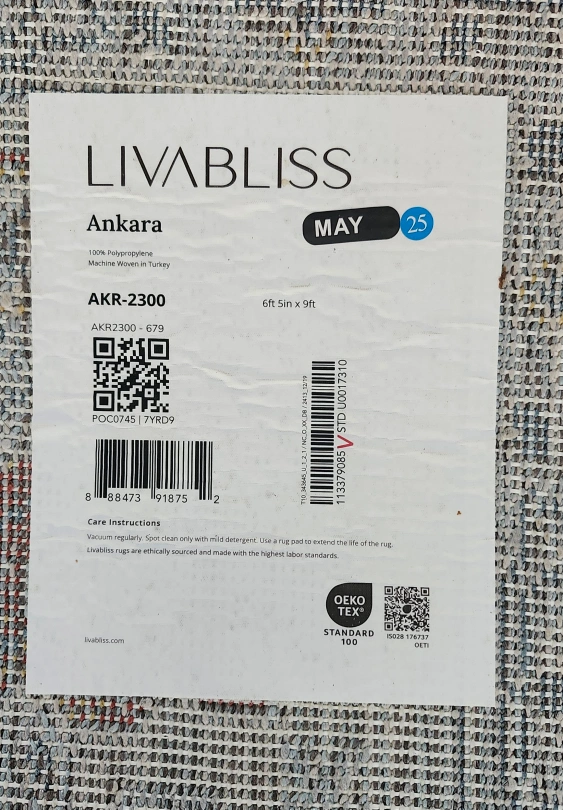 LIVABLISS
Ankara
MAY 25
100% Polypropylene
Machine Woven in Turkey
AKR-2300
6ft 5in x 9ft
AKR2300 - 679
POC0745 | 7YRD9
8 88473 91875 2
113379085 V STD U0017310
Care Instructions
Vacuum regularly. Spot clean only with mild detergent. Use a rug pad to extend the life of the rug.
Livabliss rugs are ethically sourced and made with the highest labor standards.
OEKO
TEX®
STANDARD
100
IS028 176737
OETI
livabliss.com